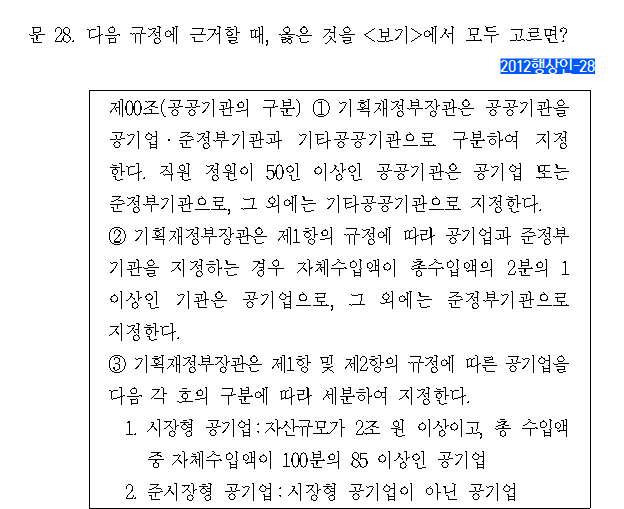 문 28. 다음 규정에 근거할 때, 옳은 것을 <보기>에서 모두 고르면?
2012행상인-28
제00조(공공기관의 구분) ① 기획재정부장관은 공공기관을
공기업·준정부기관과 기타공공기관으로 구분하여 지정
한다. 직원 정원이 50인 이상인 공공기관은 공기업 또는
준정부기관으로, 그 외에는 기타공공기관으로 지정한다.
② 기획재정부장관은 제1항의 규정에 따라 공기업과 준정부
기관을 지정하는 경우 자체수입액이 총수입액의 2분의 1
이상인 기관은 공기업으로, 그 외에는 준정부기관으로
지정한다.
③ 기획재정부장관은 제1항 및 제2항의 규정에 따른 공기업을
다음 각 호의 구분에 따라 세분하여 지정한다.
1. 시장형 공기업:자산규모가 2조 원 이상이고, 총 수입액
중 자체수입액이 100분의 85 이상인 공기업
2. 준시장형 공기업:시장형 공기업이 아닌 공기업